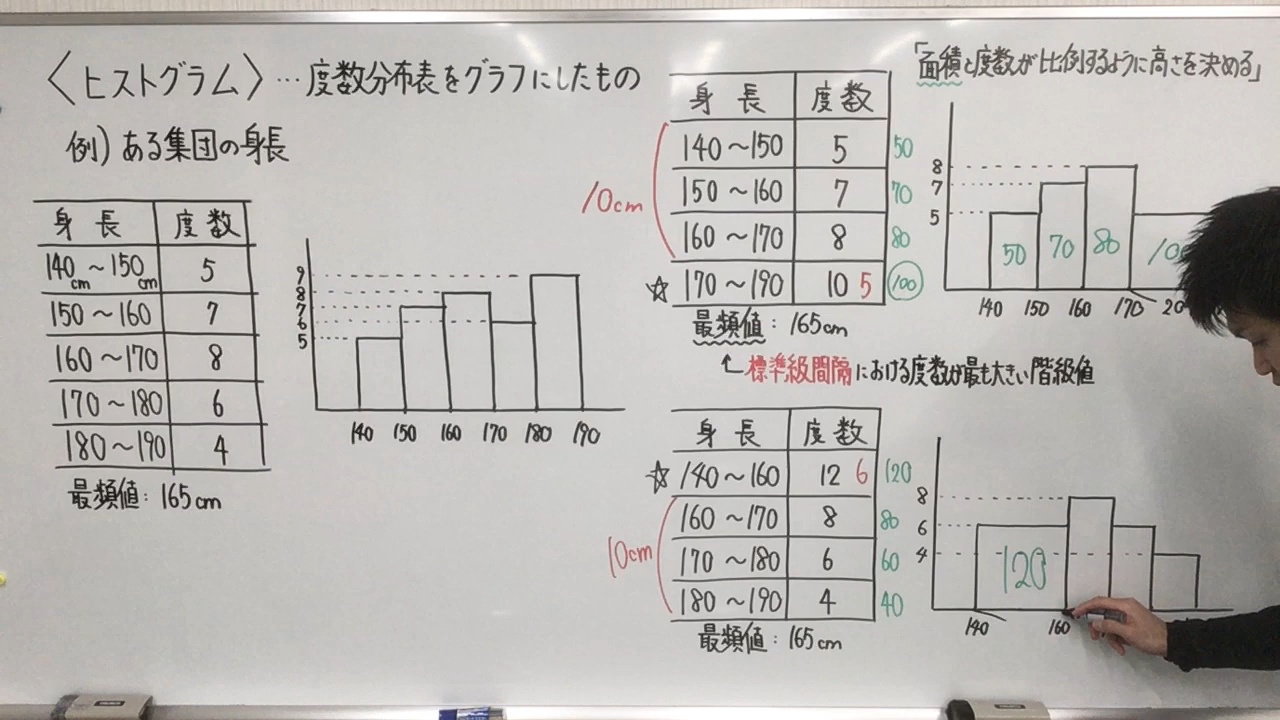 〈ヒストグラム〉…度数分布表をグラフにしたもの
例) ある集団の身長
身長 度数
140cm～150cm 5
150～160 7
160～170 8
170～180 6
180～190 4
最頻値：165cm
9
8
7
6
5
140 150 160 170 180 190
身長 度数
10cm
140～150 5 50
150～160 7 70
160～170 8 80
☆ 170～190 10 5 100
最頻値：165cm
標準級間隔における度数が最も大きい階級値
「面積と度数が比例するように高さを決める」
8
7
5
50 70 80 10
140 150 160 170 20
身長 度数
☆ 140～160 12 6 120
10cm
160～170 8 80
170～180 6 60
180～190 4 40
最頻値：165cm
8
6
4
120
140 160